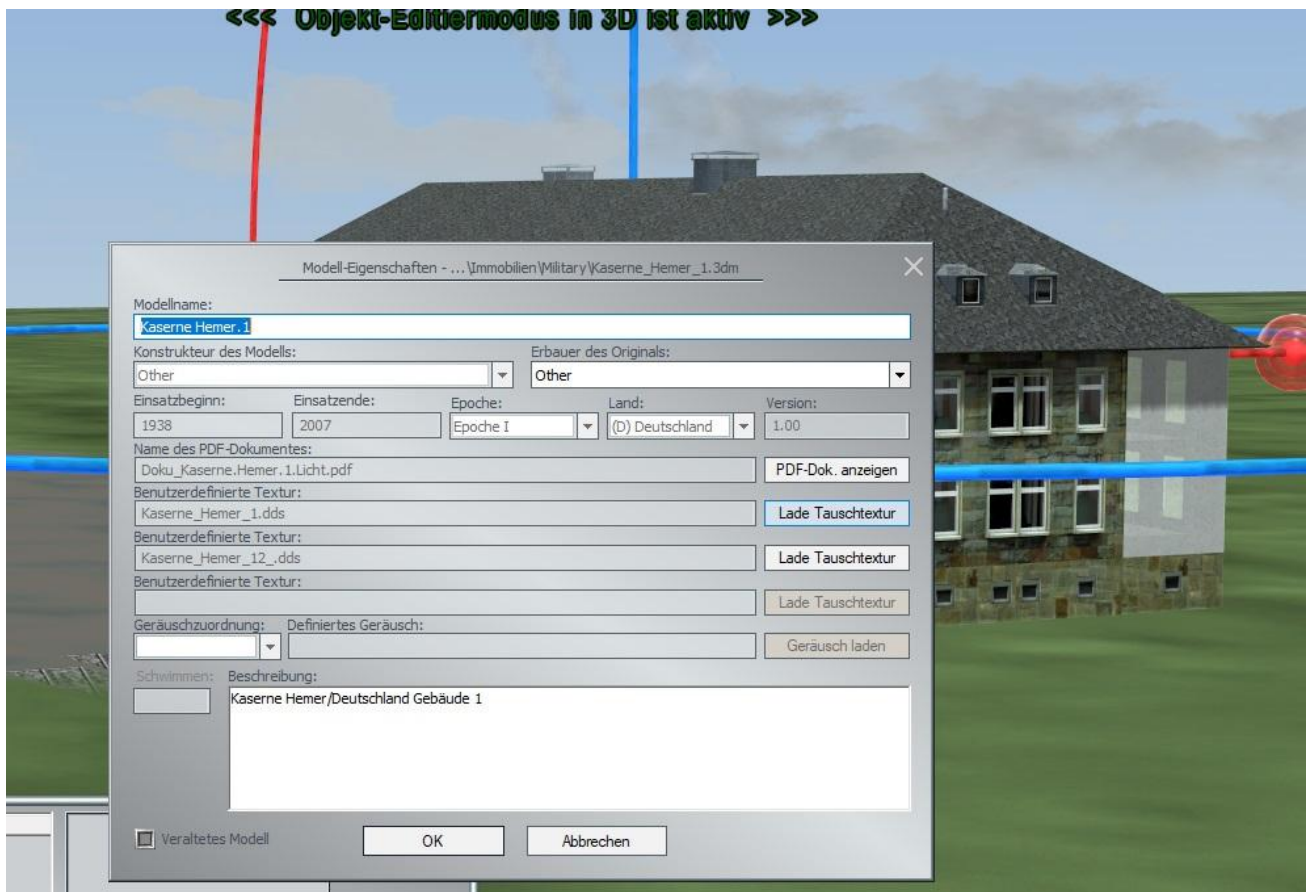 <<< Objekt-Editiermodus in 3D ist aktiv >>>
Modell-Eigenschaften - ...\Immobilien\Military\Kaserne_Hemer_1.3dm
Modellname:
Kaserne Hemer.1
Konstrukteur des Modells: Erbauer des Originals:
Other Other
Einsatzbeginn: Einsatzende: Epoche: Land: Version:
1938 2007 Epoche I (D) Deutschland 1.00
Name des PDF-Dokumentes:
Doku_Kaserne.Hemer.1.Licht.pdf PDF-Dok. anzeigen
Benutzerdefinierte Textur:
Kaserne_Hemer_1.dds Lade Tauschtextur
Benutzerdefinierte Textur:
Kaserne_Hemer_12_.dds Lade Tauschtextur
Benutzerdefinierte Textur:
Lade Tauschtextur
Geräuschzuordnung: Definiertes Geräusch:
Geräusch laden
Schwimmen: Beschreibung:
Kaserne Hemer/Deutschland Gebäude 1
Veraltetes Modell OK Abbrechen